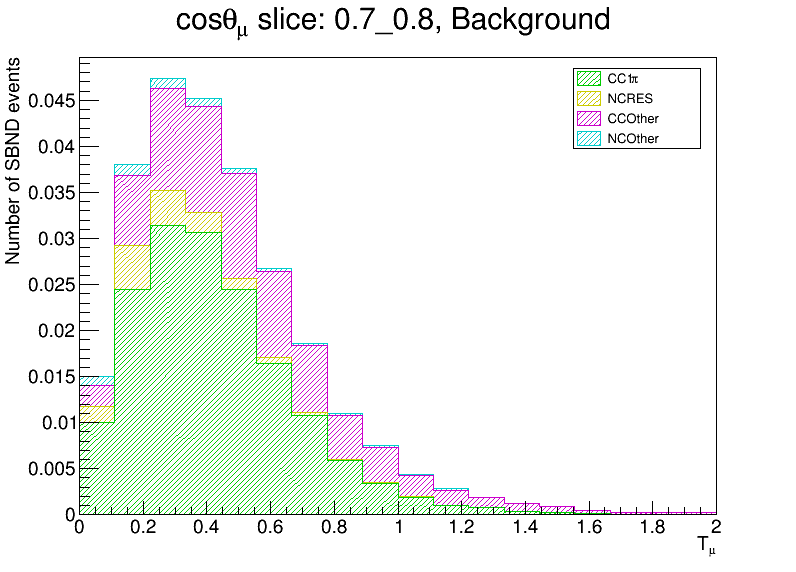 cosθμ slice: 0.7_0.8, Background
Number of SBND events
0.045
0.04
0.035
0.03
0.025
0.02
0.015
0.01
0.005
0
CC1π
NCRES
CCOther
NCOther
0 0.2 0.4 0.6 0.8 1 1.2 1.4 1.6 1.8 2
Tμ